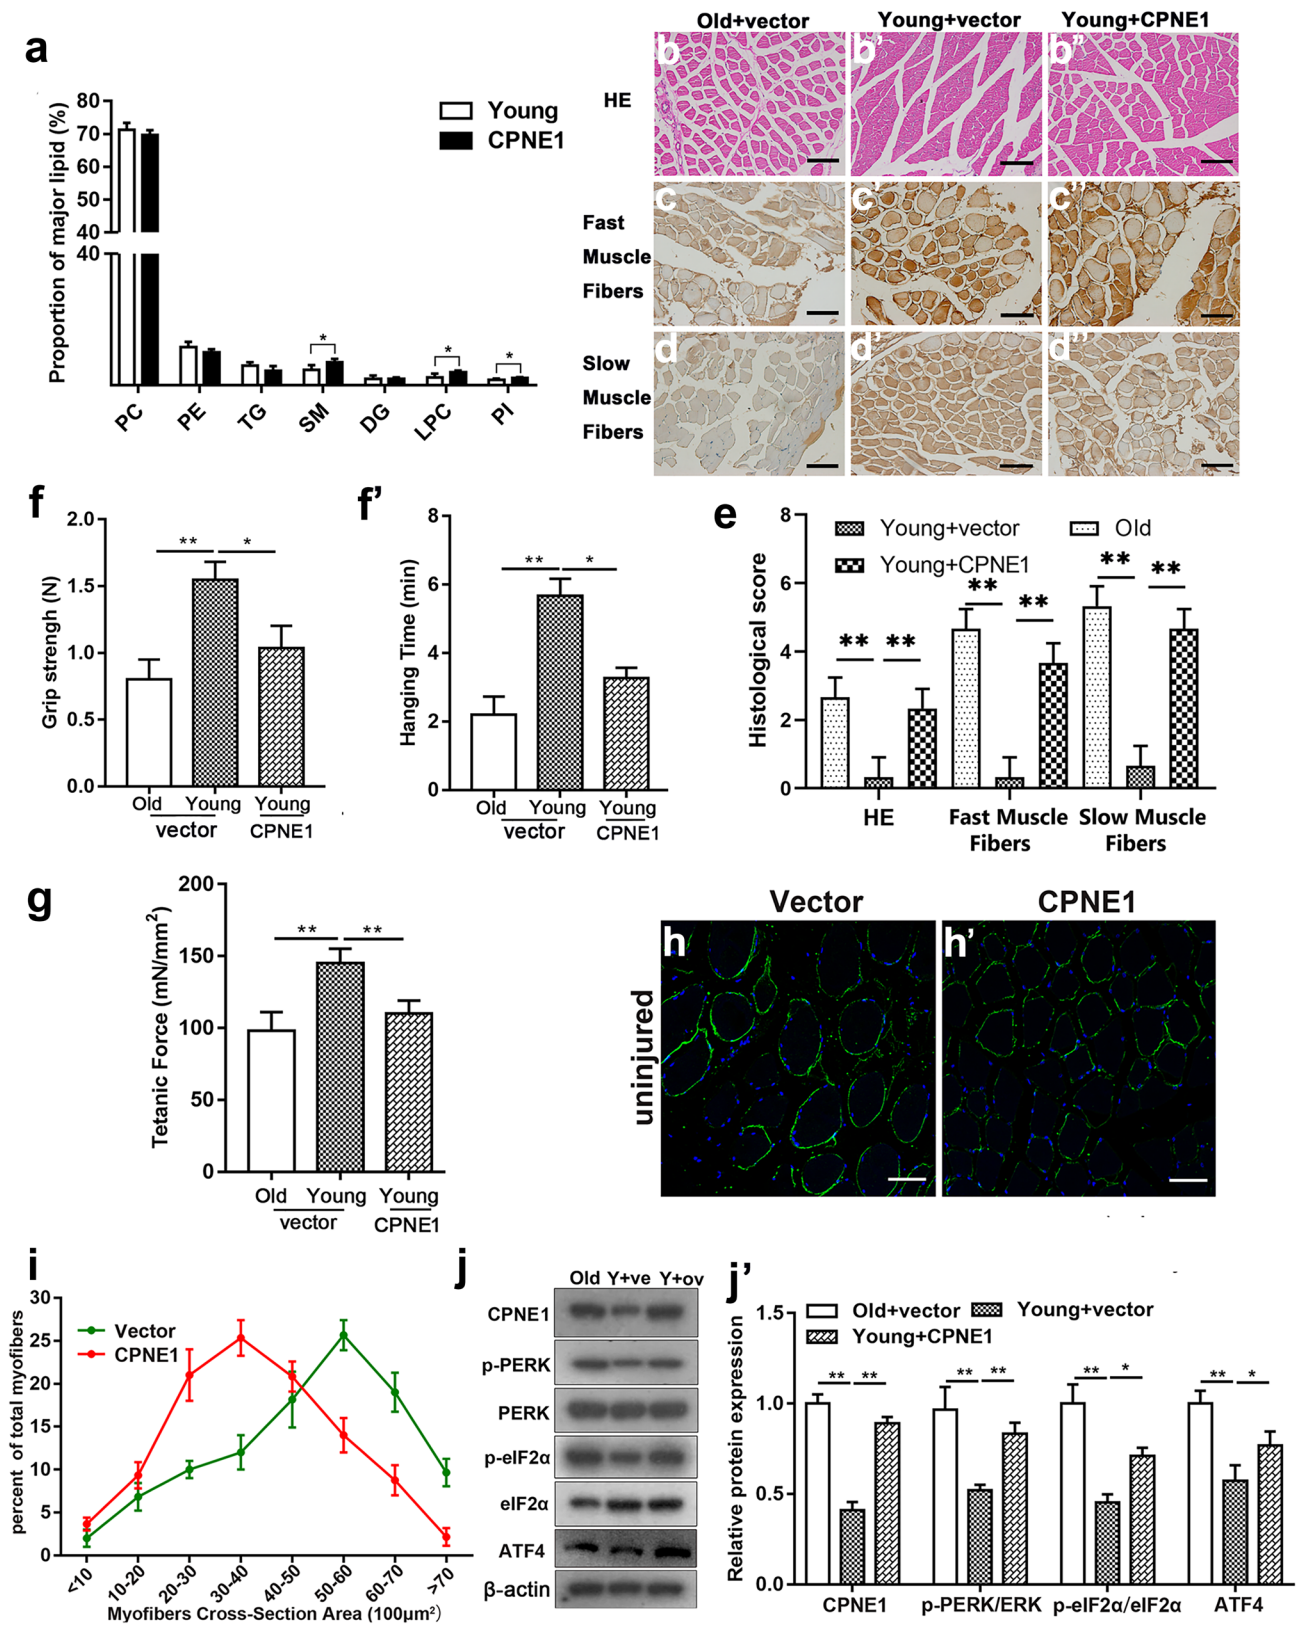 a
Proportion of major lipid (%)
80
70
60
50
40
40
Young
CPNE1
*
*
*
PC
PE
TG
SM
DG
LPC
PI
Old+vector
Young+vector
Young+CPNE1
HE
b
b'
b''
Fast
Muscle
Fibers
c
c'
c''
Slow
Muscle
Fibers
d
d'
d''
f
Grip strengh (N)
2.0
1.5
1.0
0.5
0.0
**
*
Old
Young
Young
vector
CPNE1
f'
Hanging Time (min)
8
6
4
2
0
**
*
Old
Young
Young
vector
CPNE1
e
Histological score
8
6
4
2
0
Young+vector
Old
Young+CPNE1
**
**
**
**
**
**
HE
Fast Muscle
Fibers
Slow Muscle
Fibers
g
Tetanic Force (mN/mm²)
200
150
100
50
0
**
**
Old
Young
Young
vector
CPNE1
Vector
CPNE1
uninjured
h
h'
i
percent of total myofibers
30
25
20
15
10
5
0
Vector
CPNE1
<10
10-20
20-30
30-40
40-50
50-60
60-70
>70
Myofibers Cross-Section Area (100μm²)
j
Old Y+ve Y+ov
CPNE1
p-PERK
PERK
p-eIF2α
eIF2α
ATF4
β-actin
j'
Relative protein expression
1.5
1.0
0.5
0.0
Old+vector
Young+vector
Young+CPNE1
**
**
**
**
**
*
**
*
CPNE1
p-PERK/ERK
p-eIF2α/eIF2α
ATF4